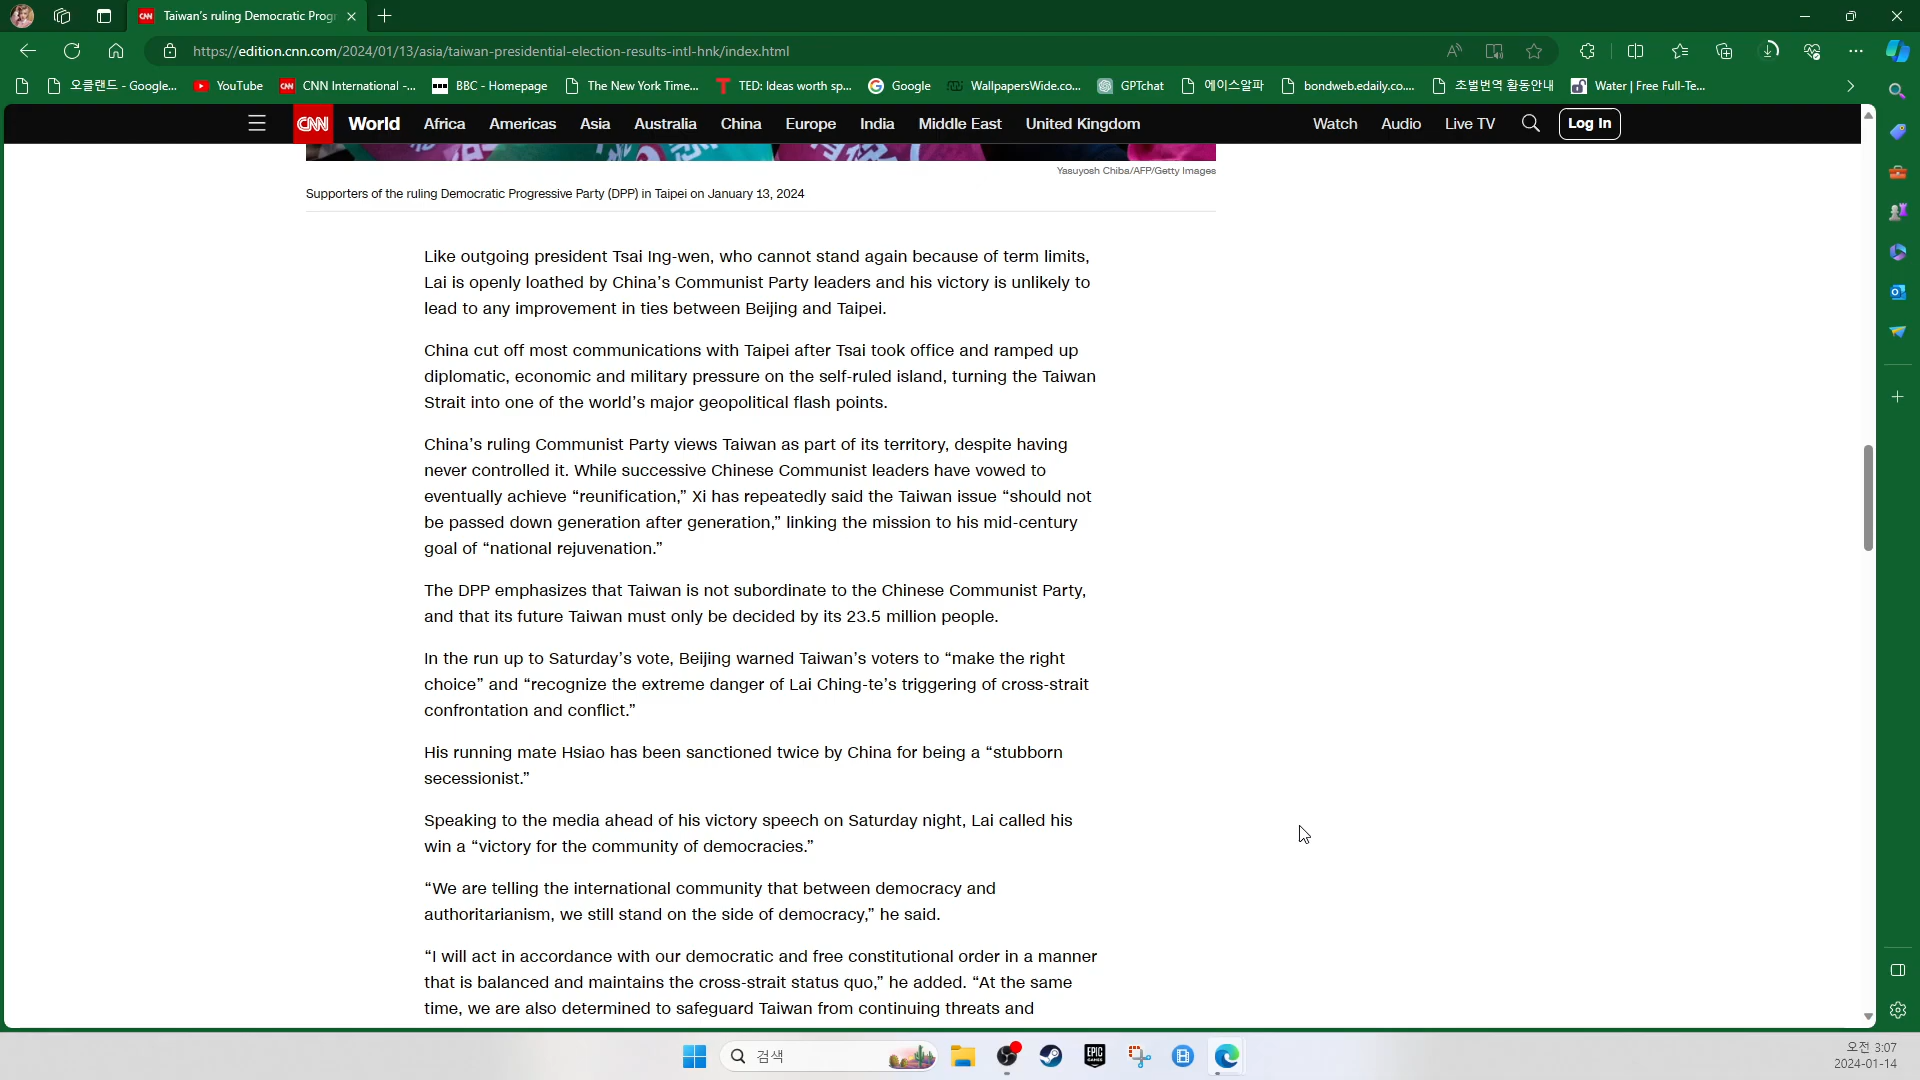 Taiwan's ruling Democratic Prog
https://edition.cnn.com/2024/01/13/asia/taiwan-presidential-election-results-intl-hnk/index.html
오클랜드 - Google... YouTube CNN International -... BBC - Homepage The New York Time... TED: Ideas worth sp... Google WallpapersWide.co... GPTchat 에이스알파 bondweb.edaily.co.... 초벌번역 활동안내 Water | Free Full-Te...
CNN World Africa Americas Asia Australia China Europe India Middle East United Kingdom Watch Audio Live TV Log In
Yasuyosh Chiba/AFP/Getty Images
Supporters of the ruling Democratic Progressive Party (DPP) in Taipei on January 13, 2024
Like outgoing president Tsai Ing-wen, who cannot stand again because of term limits,
Lai is openly loathed by China's Communist Party leaders and his victory is unlikely to
lead to any improvement in ties between Beijing and Taipei.
China cut off most communications with Taipei after Tsai took office and ramped up
diplomatic, economic and military pressure on the self-ruled island, turning the Taiwan
Strait into one of the world's major geopolitical flash points.
China's ruling Communist Party views Taiwan as part of its territory, despite having
never controlled it. While successive Chinese Communist leaders have vowed to
eventually achieve “reunification,” Xi has repeatedly said the Taiwan issue “should not
be passed down generation after generation,” linking the mission to his mid-century
goal of “national rejuvenation.”
The DPP emphasizes that Taiwan is not subordinate to the Chinese Communist Party,
and that its future Taiwan must only be decided by its 23.5 million people.
In the run up to Saturday's vote, Beijing warned Taiwan's voters to “make the right
choice” and “recognize the extreme danger of Lai Ching-te's triggering of cross-strait
confrontation and conflict.”
His running mate Hsiao has been sanctioned twice by China for being a “stubborn
secessionist.”
Speaking to the media ahead of his victory speech on Saturday night, Lai called his
win a “victory for the community of democracies.”
“We are telling the international community that between democracy and
authoritarianism, we still stand on the side of democracy,” he said.
“I will act in accordance with our democratic and free constitutional order in a manner
that is balanced and maintains the cross-strait status quo,” he added. “At the same
time, we are also determined to safeguard Taiwan from continuing threats and
검색
EPIC GAMES
오전 3:07
2024-01-14